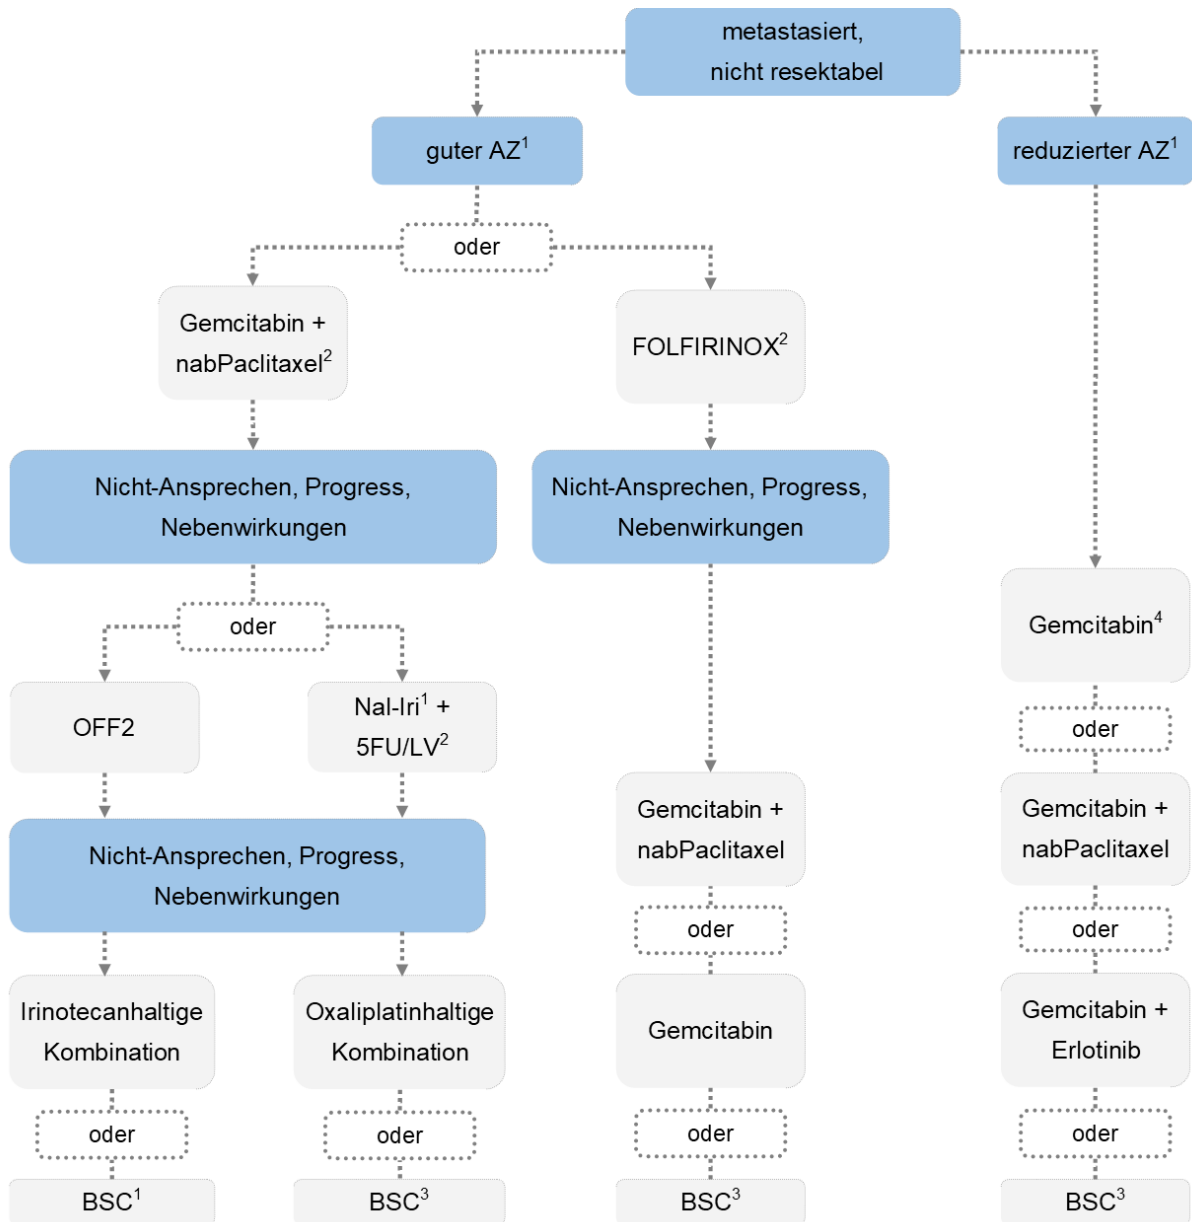 metastasiert,
nicht resektabel
guter AZ¹
reduzierter AZ¹
oder
Gemcitabin +
nabPaclitaxel²
FOLFIRINOX²
Nicht-Ansprechen, Progress,
Nebenwirkungen
Nicht-Ansprechen, Progress,
Nebenwirkungen
oder
Gemcitabin⁴
OFF2
Nal-Iri¹ +
5FU/LV²
oder
Gemcitabin +
nabPaclitaxel
Gemcitabin +
nabPaclitaxel
Nicht-Ansprechen, Progress,
Nebenwirkungen
oder
oder
Irinotecanhaltige
Kombination
Oxaliplatinhaltige
Kombination
Gemcitabin
Gemcitabin +
Erlotinib
oder
oder
oder
oder
BSC¹
BSC³
BSC³
BSC³